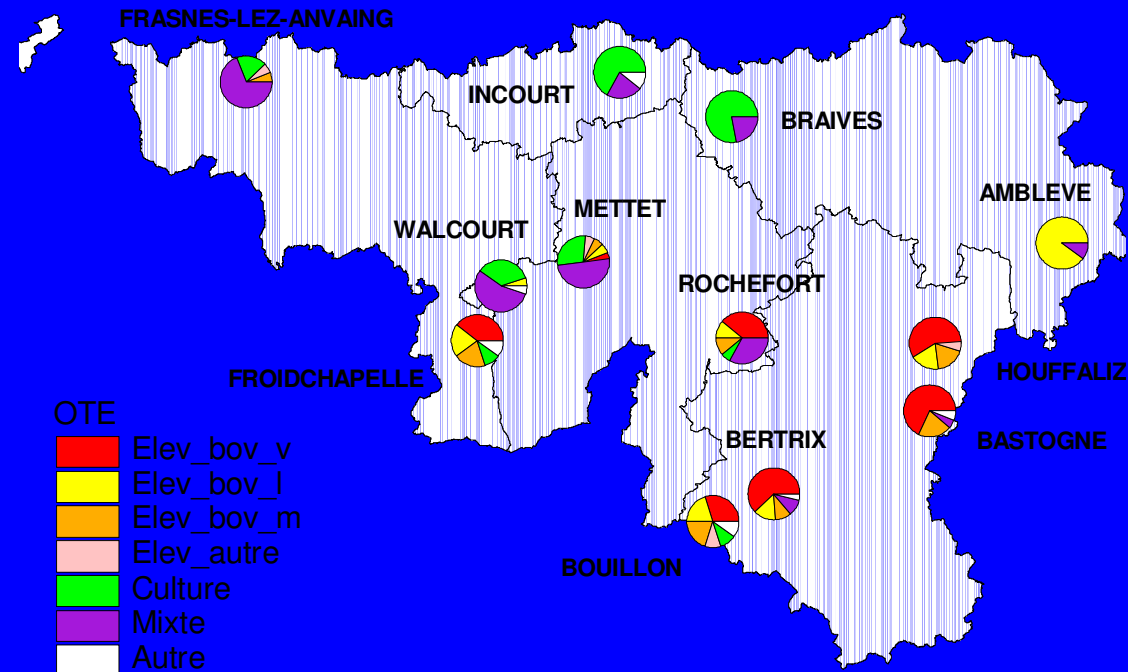 FRASNES-LEZ-ANVAING
INCOURT
BRAIVES
AMBLEVE
METTET
WALCOURT
ROCHEFORT
HOUFFALIZ
FROIDCHAPELLE
BASTOGNE
BERTRIX
BOUILLON
OTE
Elev_bov_v
Elev_bov_l
Elev_bov_m
Elev_autre
Culture
Mixte
Autre